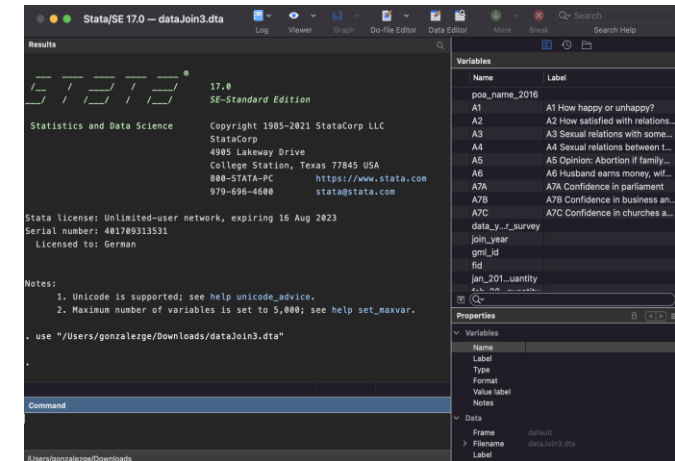 Stata/SE 17.0 — dataJoin3.dta
Log Viewer Graph Do-file Editor Data Editor More Break Search Help
Search
Results
®
17.0
SE—Standard Edition
Statistics and Data Science Copyright 1985-2021 StataCorp LLC
StataCorp
4905 Lakeway Drive
College Station, Texas 77845 USA
800-STATA-PC https://www.stata.com
979-696-4600 stata@stata.com
Stata license: Unlimited-user network, expiring 16 Aug 2023
Serial number: 401709313531
Licensed to: German
Notes:
1. Unicode is supported; see help unicode_advice.
2. Maximum number of variables is set to 5,000; see help set_maxvar.
. use "/Users/gonzalezge/Downloads/dataJoin3.dta"
.
Command
/Users/gonzalezge/Downloads
Variables
Name Label
poa_name_2016
A1 A1 How happy or unhappy?
A2 A2 How satisfied with relations...
A3 A3 Sexual relations with some...
A4 A4 Sexual relations between t...
A5 A5 Opinion: Abortion if family...
A6 A6 Husband earns money, wif...
A7A A7A Confidence in parliament
A7B A7B Confidence in business an...
A7C A7C Confidence in churches a...
data_y...r_survey
join_year
gml_id
fid
jan_201...uantity
Properties
Variables
Name
Label
Type
Format
Value label
Notes
Data
Frame default
Filename dataJoin3.dta
Label